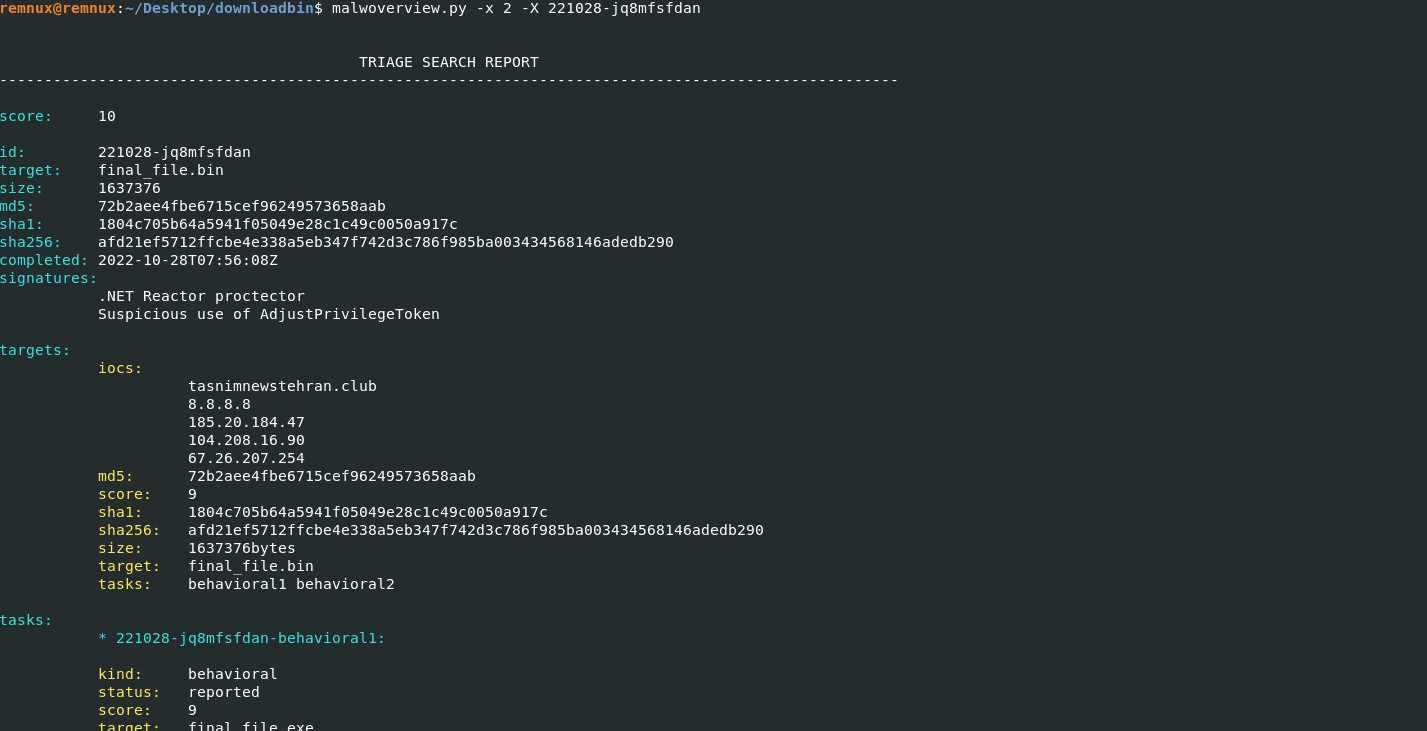 remnux@remnux:~/Desktop/downloadbin$ malwoverview.py -x 2 -X 221028-jq8mfsfdan
TRIAGE SEARCH REPORT
----------------------------------------------------------------------------------------------------
score: 10
id: 221028-jq8mfsfdan
target: final_file.bin
size: 1637376
md5: 72b2aee4fbe6715cef96249573658aab
sha1: 1804c705b64a5941f05049e28c1c49c0050a917c
sha256: afd21ef5712ffcbe4e338a5eb347f742d3c786f985ba003434568146adedb290
completed: 2022-10-28T07:56:08Z
signatures:
.NET Reactor proctector
Suspicious use of AdjustPrivilegeToken
targets:
iocs:
tasnimnewstehran.club
8.8.8.8
185.20.184.47
104.208.16.90
67.26.207.254
md5: 72b2aee4fbe6715cef96249573658aab
score: 9
sha1: 1804c705b64a5941f05049e28c1c49c0050a917c
sha256: afd21ef5712ffcbe4e338a5eb347f742d3c786f985ba003434568146adedb290
size: 1637376bytes
target: final_file.bin
tasks: behavioral1 behavioral2
tasks:
* 221028-jq8mfsfdan-behavioral1:
kind: behavioral
status: reported
score: 9
target: final_file.exe